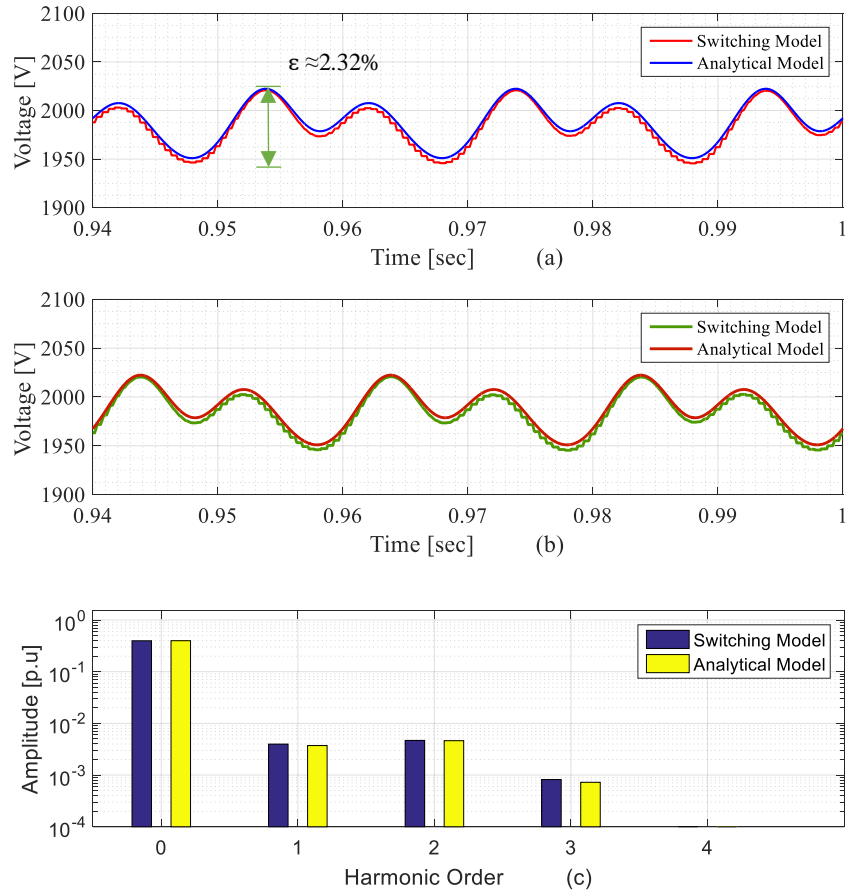 2100
2050
2000
1950
1900
Voltage [V]
ε ≈2.32%
Switching Model
Analytical Model
0.94 0.95 0.96 0.97 0.98 0.99 1
Time [sec] (a)
2100
2050
2000
1950
1900
Voltage [V]
Switching Model
Analytical Model
0.94 0.95 0.96 0.97 0.98 0.99 1
Time [sec] (b)
10^0
10^-1
10^-2
10^-3
10^-4
Amplitude [p.u]
Switching Model
Analytical Model
0 1 2 3 4
Harmonic Order (c)